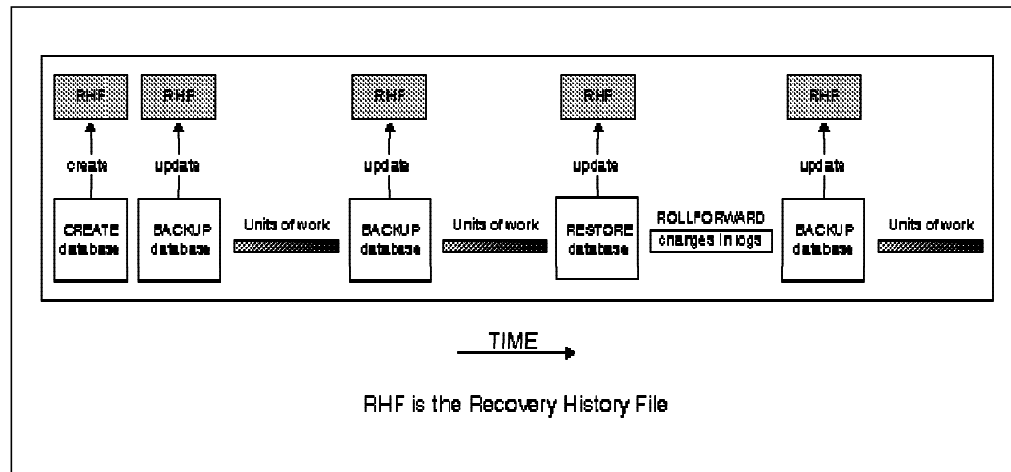 RHF RHF RHF RHF RHF
create update update update update
CREATE database
BACKUP database
Units of work
BACKUP database
Units of work
RESTORE database
ROLLFORWARD
changes in logs
BACKUP database
Units of work
TIME
RHF is the Recovery History File